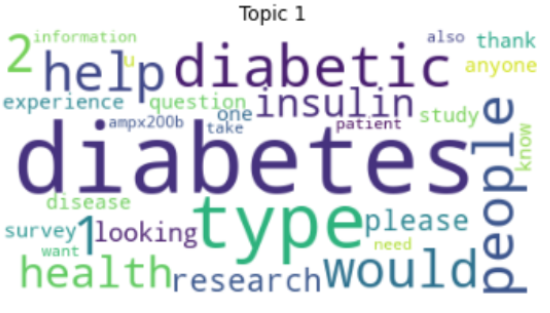 Topic 1
information also
2 u thank
help diabetic anyone
experience question one insulin study
ampx200b take patient
diabetes people know
disease
survey 1 looking type please
want need
health research would